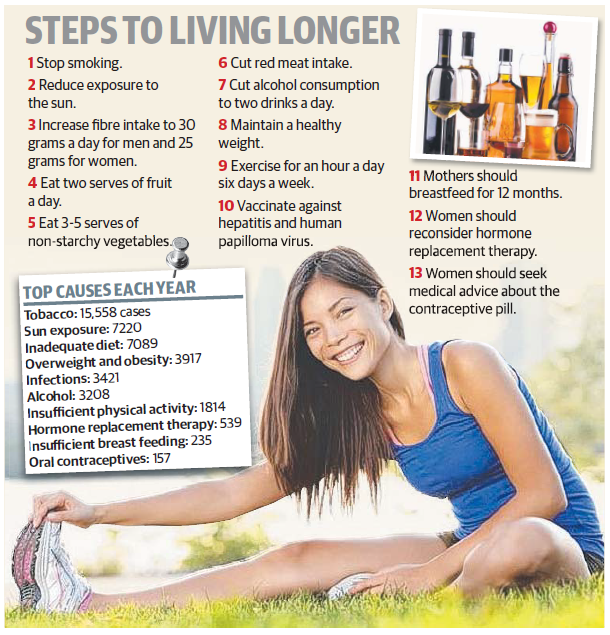 STEPS TO LIVING LONGER
1 Stop smoking.
2 Reduce exposure to
the sun.
3 Increase fibre intake to 30
grams a day for men and 25
grams for women.
4 Eat two serves of fruit
a day.
5 Eat 3-5 serves of
non-starchy vegetables.
6 Cut red meat intake.
7 Cut alcohol consumption
to two drinks a day.
8 Maintain a healthy
weight.
9 Exercise for an hour a day
six days a week.
10 Vaccinate against
hepatitis and human
papilloma virus.
11 Mothers should
breastfeed for 12 months.
12 Women should
reconsider hormone
replacement therapy.
13 Women should seek
medical advice about the
contraceptive pill.
TOP CAUSES EACH YEAR
Tobacco: 15,558 cases
Sun exposure: 7220
Inadequate diet: 7089
Overweight and obesity: 3917
Infections: 3421
Alcohol: 3208
Insufficient physical activity: 1814
Hormone replacement therapy: 539
Insufficient breast feeding: 235
Oral contraceptives: 157